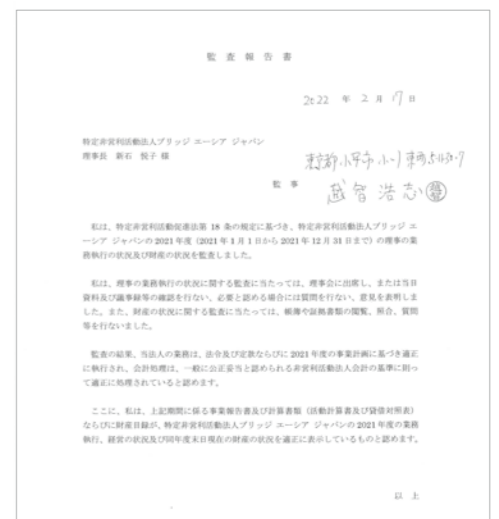 監 査 報 告 書
2022 年 2 月 17 日
特定非営利活動法人ブリッジ エーシア ジャパン
理事長 新石 悦子 様
東京都小平市小川東町
監 事
越智浩志
私は、特定非営利活動促進法第 18 条の規定に基づき、特定非営利活動法人ブリッジ エ
ーシア ジャパンの 2021 年度（2021 年 1 月 1 日から 2021 年 12 月 31 日まで）の理事の業
務執行の状況及び財産の状況を監査しました。
私は、理事の業務執行の状況に関する監査に当たっては、理事会に出席し、または当日
資料及び議事録等の確認を行ない、必要と認める場合には質問を行ない、意見を表明しま
した。また、財産の状況に関する監査に当たっては、帳簿や証拠書類の閲覧、照合、質問
等を行ないました。
監査の結果、当法人の業務は、法令及び定款ならびに 2021 年度の事業計画に基づき適正
に執行され、会計処理は、一般に公正妥当と認められる非営利活動法人会計の基準に則っ
て適正に処理されていると認めます。
ここに、私は、上記期間に係る事業報告書及び計算書類（活動計算書及び貸借対照表）
ならびに財産目録が、特定非営利活動法人ブリッジ エーシア ジャパンの 2021 年度の業務
執行、経営の状況及び同年度末日現在の財産の状況を適正に表示しているものと認めます。
以 上